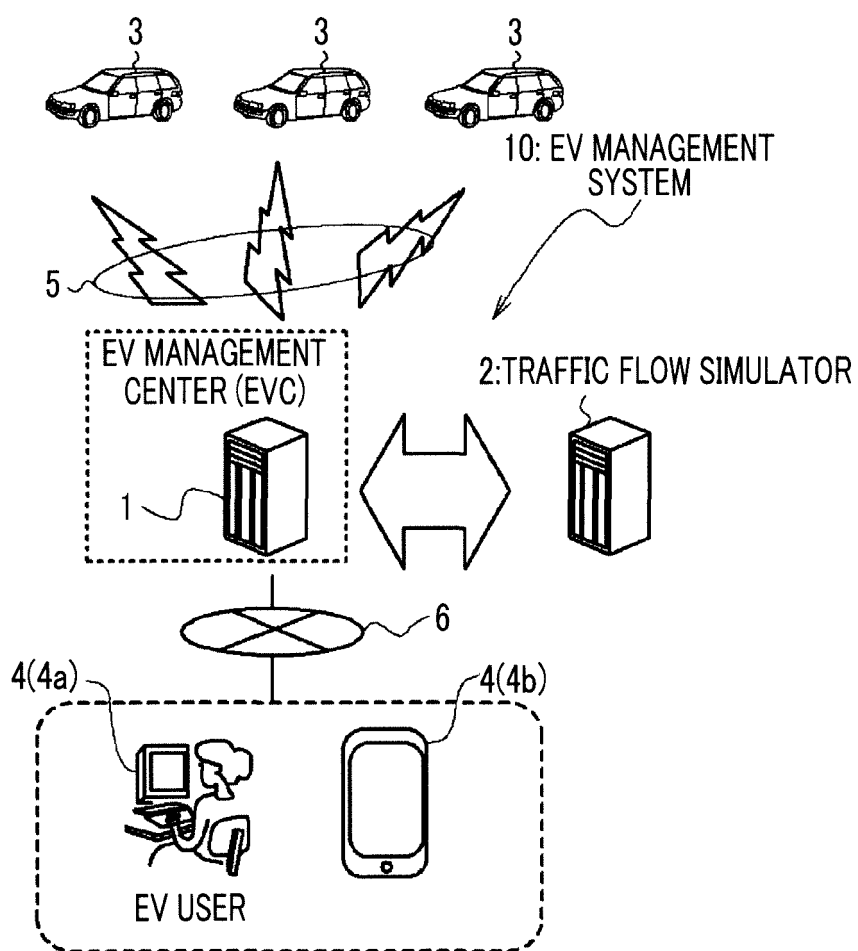 3
3
3
10: EV MANAGEMENT
SYSTEM
5
EV MANAGEMENT
CENTER (EVC)
2:TRAFFIC FLOW SIMULATOR
1
6
4(4a)
4(4b)
EV USER